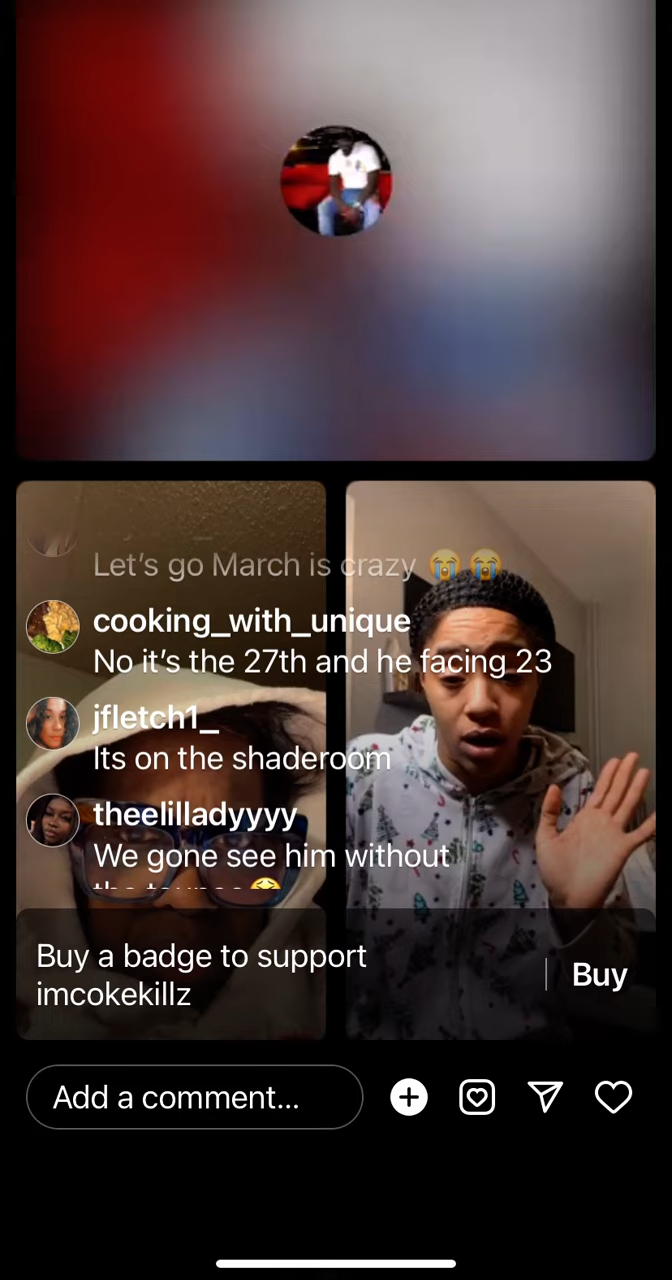 Let's go March is crazy 😭😭
cooking_with_unique
No it's the 27th and he facing 23
jfletch1_
Its on the shaderoom
theelilladyyyy
We gone see him without
Buy a badge to support
imcokekillz
Buy
Add a comment...